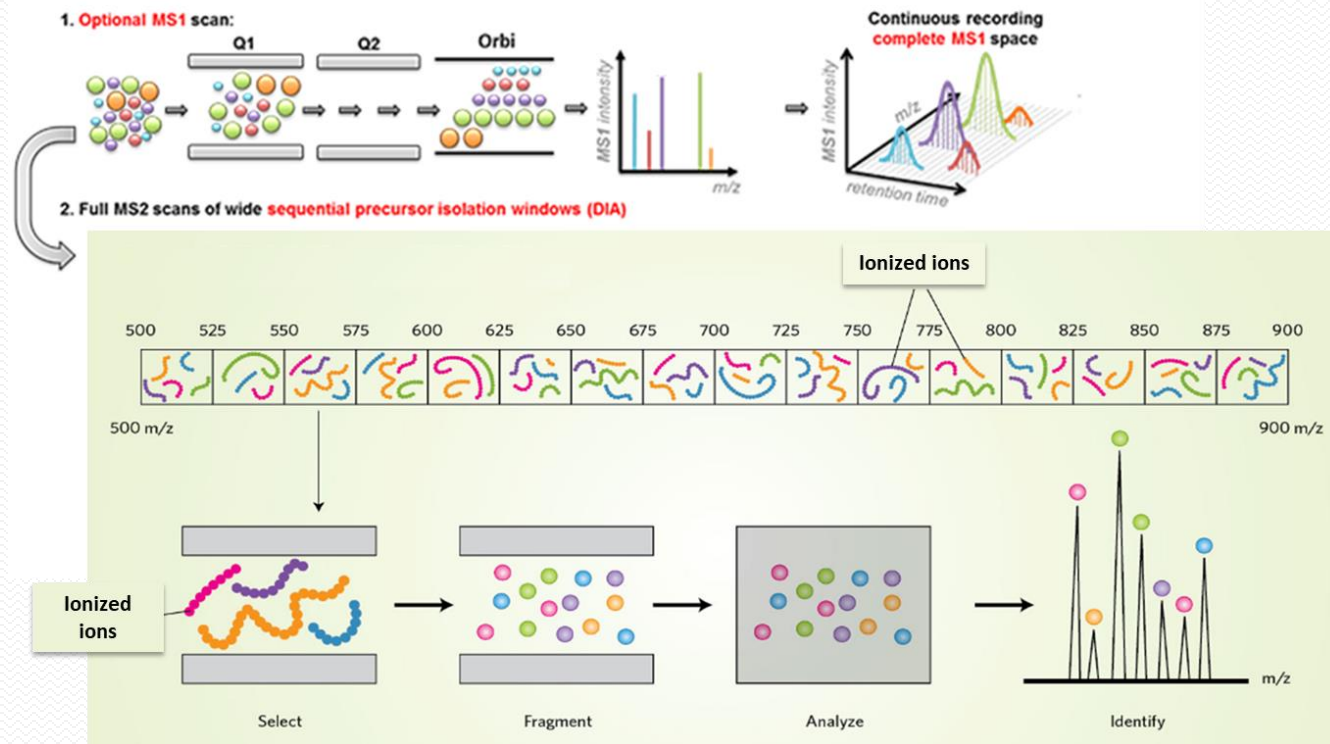 1. Optional MS1 scan:
Q1
Q2
Orbi
MS1 intensity
m/z
Continuous recording
complete MS1 space
MS1 intensity
m/z
retention time
2. Full MS2 scans of wide sequential precursor isolation windows (DIA)
Ionized ions
500 525 550 575 600 625 650 675 700 725 750 775 800 825 850 875 900
500 m/z
900 m/z
Ionized
ions
m/z
Select
Fragment
Analyze
Identify